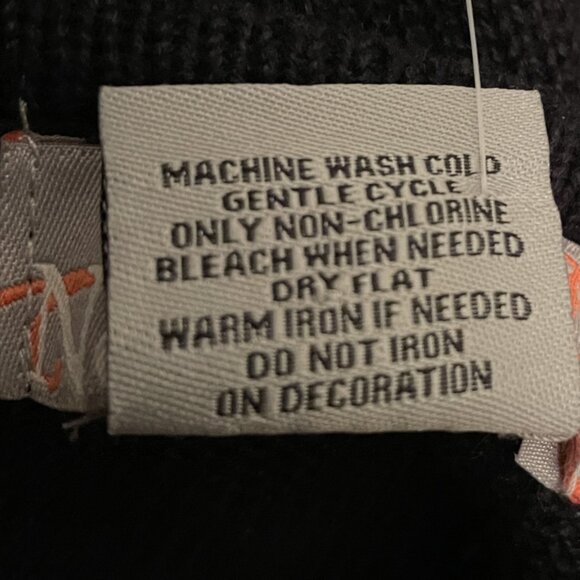 MACHINE WASH COLD
GENTLE CYCLE
ONLY NON-CHLORINE
BLEACH WHEN NEEDED
DRY FLAT
WARM IRON IF NEEDED
DO NOT IRON
ON DECORATION